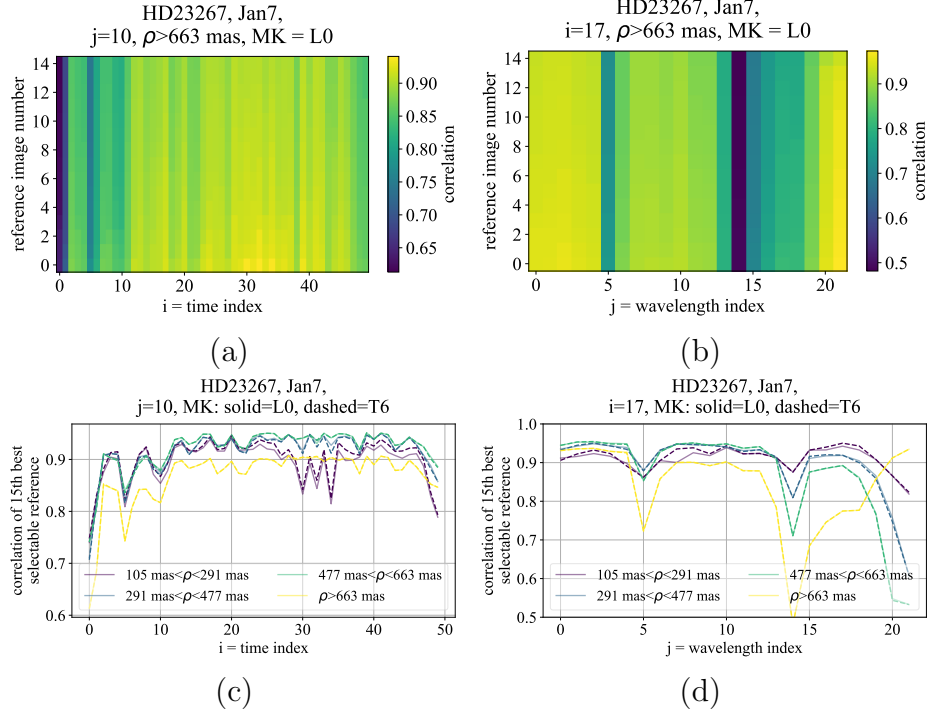 HD23267, Jan7,
j=10, ρ>663 mas, MK = L0
14
12
10
8
6
4
2
0
reference image number
0 10 20 30 40
i = time index
0.90
0.85
0.80
0.75
0.70
0.65
correlation
(a)
HD23267, Jan7,
i=17, ρ>663 mas, MK = L0
14
12
10
8
6
4
2
0
reference image number
0 5 10 15 20
j = wavelength index
0.9
0.8
0.7
0.6
0.5
correlation
(b)
HD23267, Jan7,
j=10, MK: solid=L0, dashed=T6
0.9
0.8
0.7
0.6
correlation of 15th best
selectable reference
105 mas<ρ<291 mas
291 mas<ρ<477 mas
477 mas<ρ<663 mas
ρ>663 mas
0 10 20 30 40 50
i = time index
(c)
HD23267, Jan7,
i=17, MK: solid=L0, dashed=T6
1.0
0.9
0.8
0.7
0.6
0.5
correlation of 15th best
selectable reference
105 mas<ρ<291 mas
291 mas<ρ<477 mas
477 mas<ρ<663 mas
ρ>663 mas
0 5 10 15 20
j = wavelength index
(d)